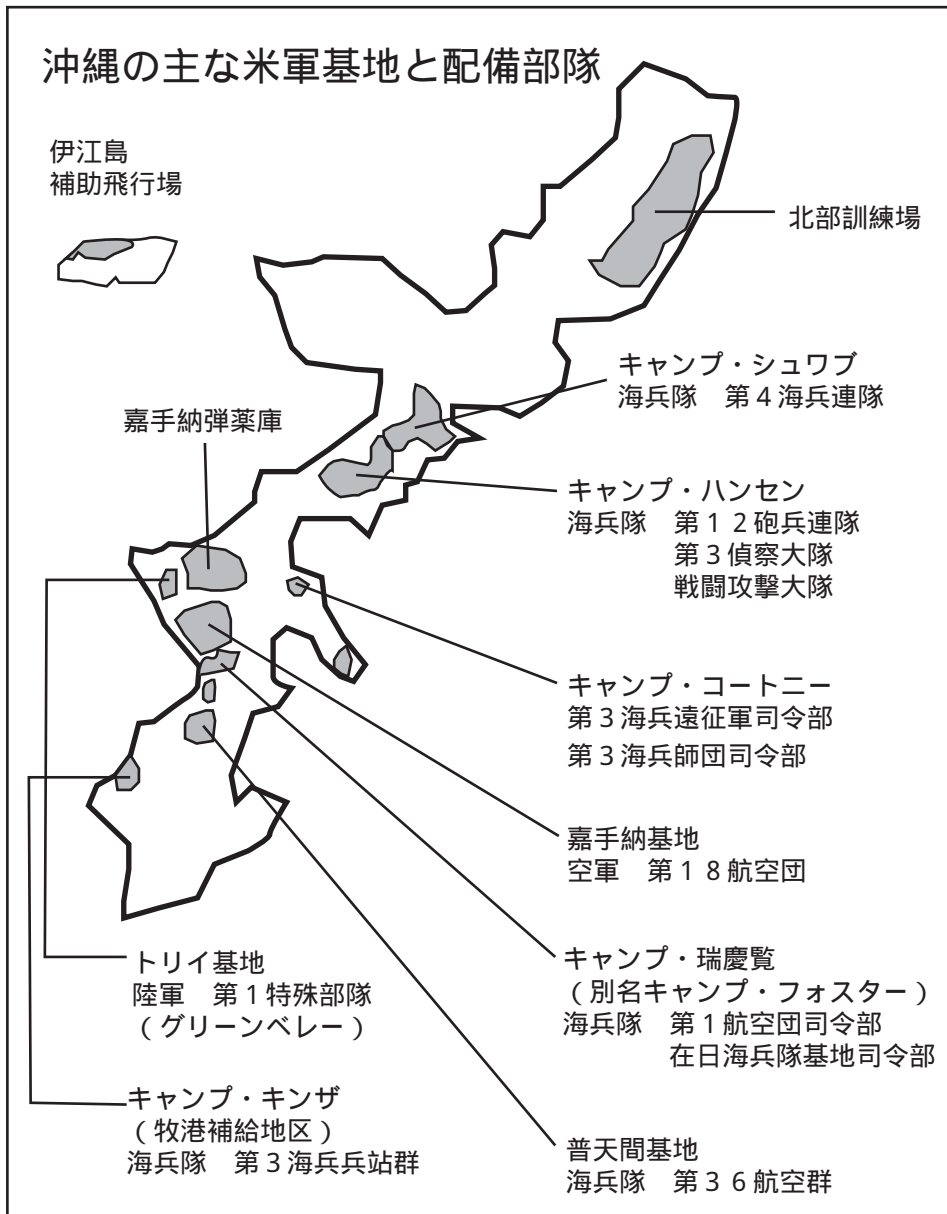 沖縄の主な米軍基地と配備部隊
伊江島
補助飛行場
北部訓練場
キャンプ・シュワブ
海兵隊　第4海兵連隊
嘉手納弾薬庫
キャンプ・ハンセン
海兵隊　第12砲兵連隊
第3偵察大隊
戦闘攻撃大隊
キャンプ・コートニー
第3海兵遠征軍司令部
第3海兵師団司令部
嘉手納基地
空軍　第18航空団
トリイ基地
陸軍　第1特殊部隊
（グリーンベレー）
キャンプ・瑞慶覧
（別名キャンプ・フォスター）
海兵隊　第1航空団司令部
在日海兵隊基地司令部
キャンプ・キンザ
（牧港補給地区）
海兵隊　第3海兵兵站群
普天間基地
海兵隊　第36航空群